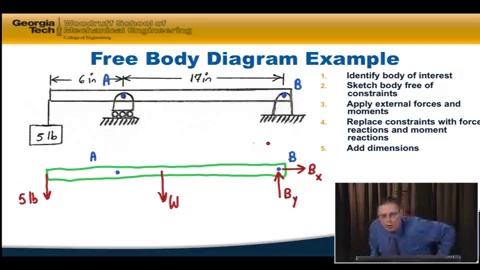 Georgia Tech
Woodruff School of
Mechanical Engineering
College of Engineering
Free Body Diagram Example
6 in
A
17 in
B
5 lb
1. Identify body of interest
2. Sketch body free of
constraints
3. Apply external forces and
moments
4. Replace constraints with force
reactions and moment
reactions
5. Add dimensions
A
B
Bx
5 lb
W
By